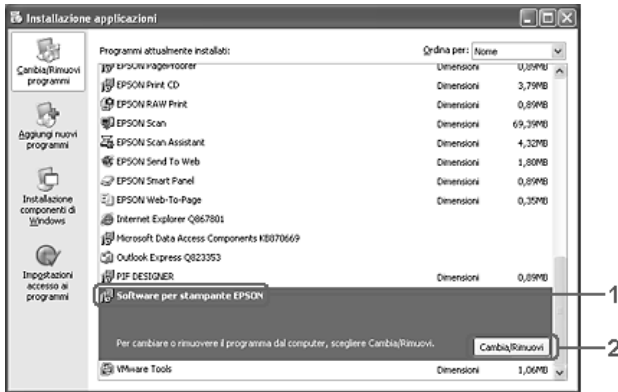 Installazione applicazioni
Cambia/Rimuovi programmi
Aggiungi nuovi programmi
Installazione componenti di Windows
Impostazioni accesso ai programmi
Programmi attualmente installati:
Ordina per: Nome
EPSON PageProofer Dimensioni 0,89MB
EPSON Print CD Dimensioni 3,79MB
EPSON RAW Print Dimensioni 0,89MB
EPSON Scan Dimensioni 69,39MB
EPSON Scan Assistant Dimensioni 4,32MB
EPSON Send To Web Dimensioni 1,80MB
EPSON Smart Panel Dimensioni 0,89MB
EPSON Web-To-Page Dimensioni 0,35MB
Internet Explorer Q867801
Microsoft Data Access Components KB870669
Outlook Express Q823353
PIF DESIGNER Dimensioni 0,89MB
Software per stampante EPSON
1
Per cambiare o rimuovere il programma dal computer, scegliere Cambia/Rimuovi.
Cambia/Rimuovi
2
VMware Tools Dimensioni 1,06MB